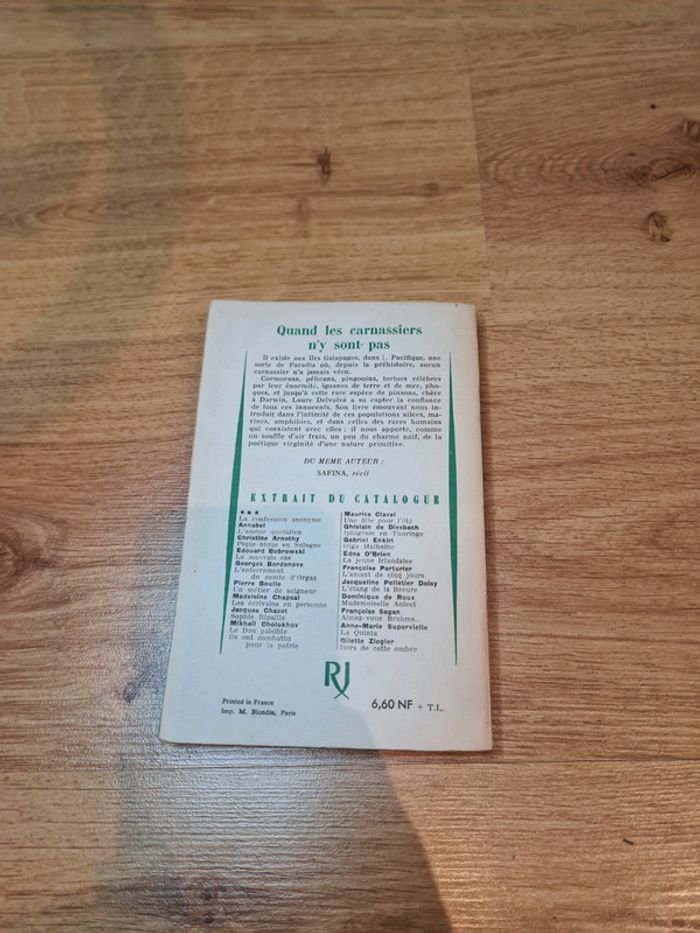 Quand les carnassiers
n'y sont pas
Il existe aux Iles Galapagos, dans l. Pacifique, une
sorte de Paradis où, depuis la préhistoire, aucun
carnassier n'a jamais vécu.
Cormorans, pélicans, pingouins, tortues célèbres
par leur énormité, iguanes de terre et de mer, pho-
ques, et jusqu'à cette rare espèce de pinsons, chère
à Darwin, Laure Delvolvé a su capter la confiance
de tous ces innocents. Son livre émouvant nous in-
troduit dans l'intimité de ces populations ailées, ma-
rines, amphibies, et dans celles des rares humains
qui coexistent avec elles ; il nous apporte, comme
un souffle d'air frais, un peu du charme naïf, de la
poétique virginité d'une nature primitive.
DU MEME AUTEUR :
SAFINA, récit
EXTRAIT DU CATALOGUE
★★★
La confession anonyme
Annabel
L'amour quotidien
Christine Arnothy
Pique-nique en Sologne
Edouard Bobrowski
Le mauvais cas
Georges Bordonove
L'enterrement
du comte d'Orgas
Pierre Boulle
Un métier de seigneur
Madeleine Chapsal
Les écrivains en personne
Jacques Chazot
Sophie Ripaille
Mikhail Cholokhov
Le Don paisible
Ils ont combattu
pour la patrie
Maurice Clavel
Une fille pour l'été
Ghislain de Diesbach
Iphigénie en Thuringe
Gabriel Enkiri
Olga Malhaine
Edna O'Brien
La jeune Irlandaise
Françoise Parturier
L'amant de cinq jours
Jacqueline Pelletier Doisy
L'étang de la Breure
Dominique de Roux
Mademoiselle Anicet
Françoise Sagan
Aimez-vous Brahms..
Anne-Marie Supervielle
La Quinta
Gilette Ziegler
Hors de cette ombre
RJ
Printed in France
Imp. M. Blondin, Paris
6,60 NF + T.L.